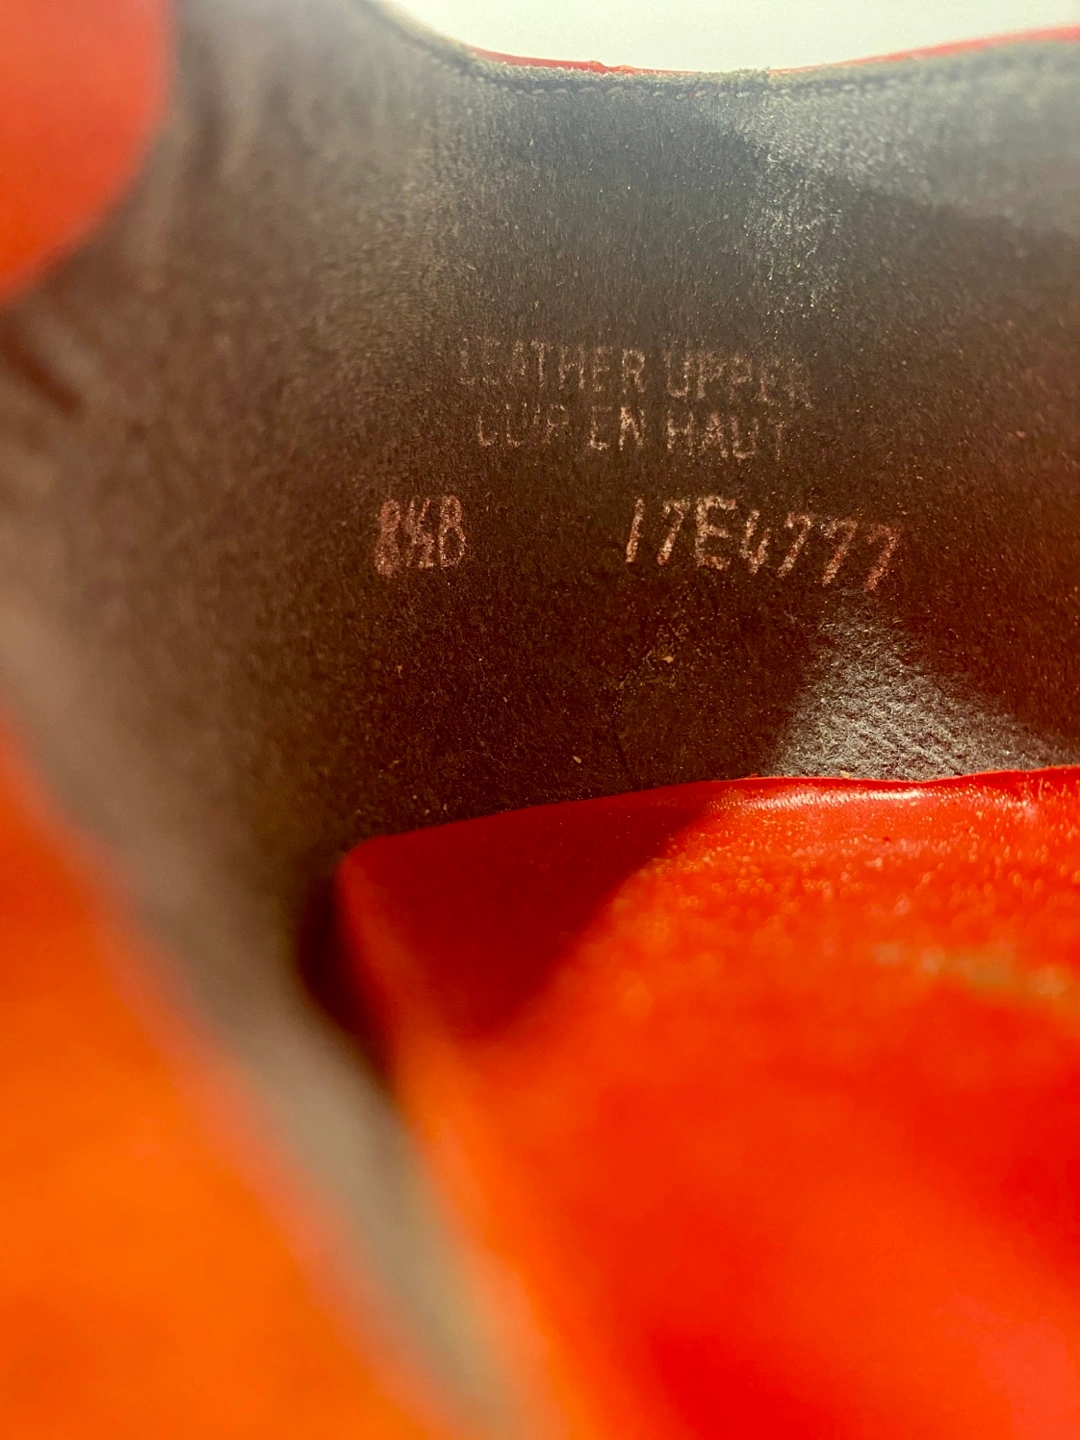 LEATHER UPPER
CUIR EN HAUT
8½B 17E4777